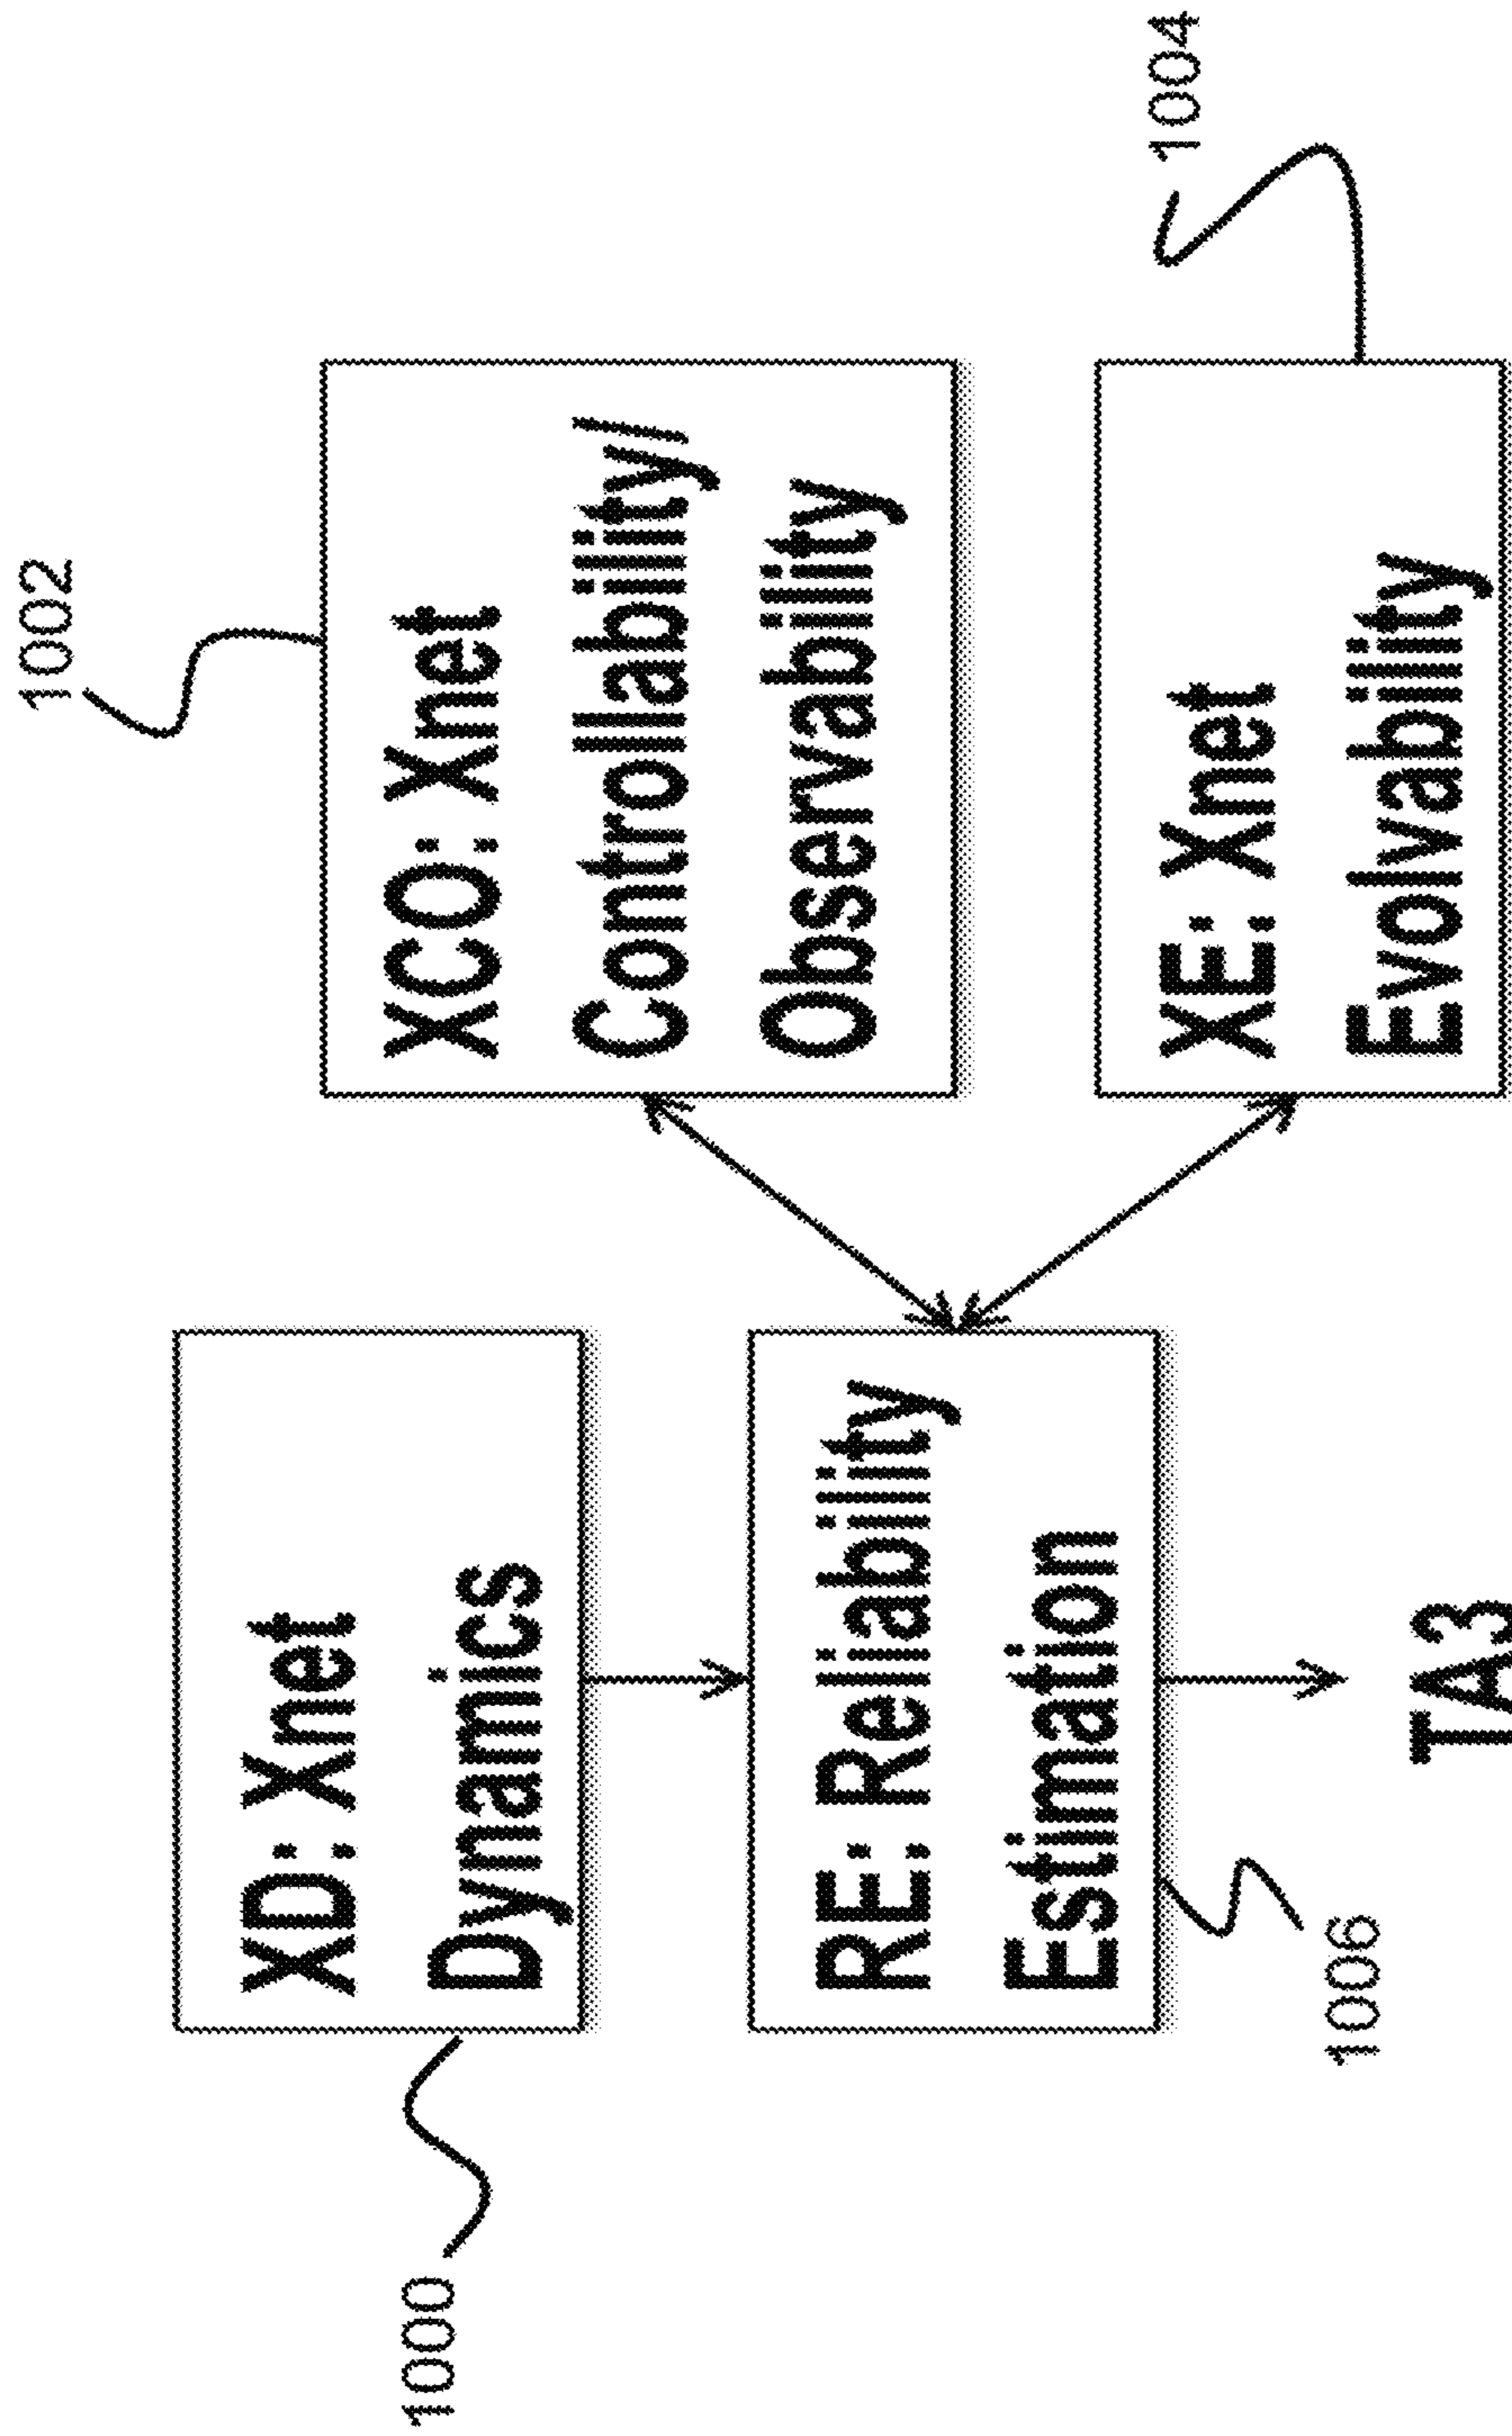 1002
XD: Xnet
Dynamics
1000
XCO: Xnet
Controllability/
Observability
RE: Reliability
Estimation
1006
TA3
1004
XE: Xnet
Evolvability